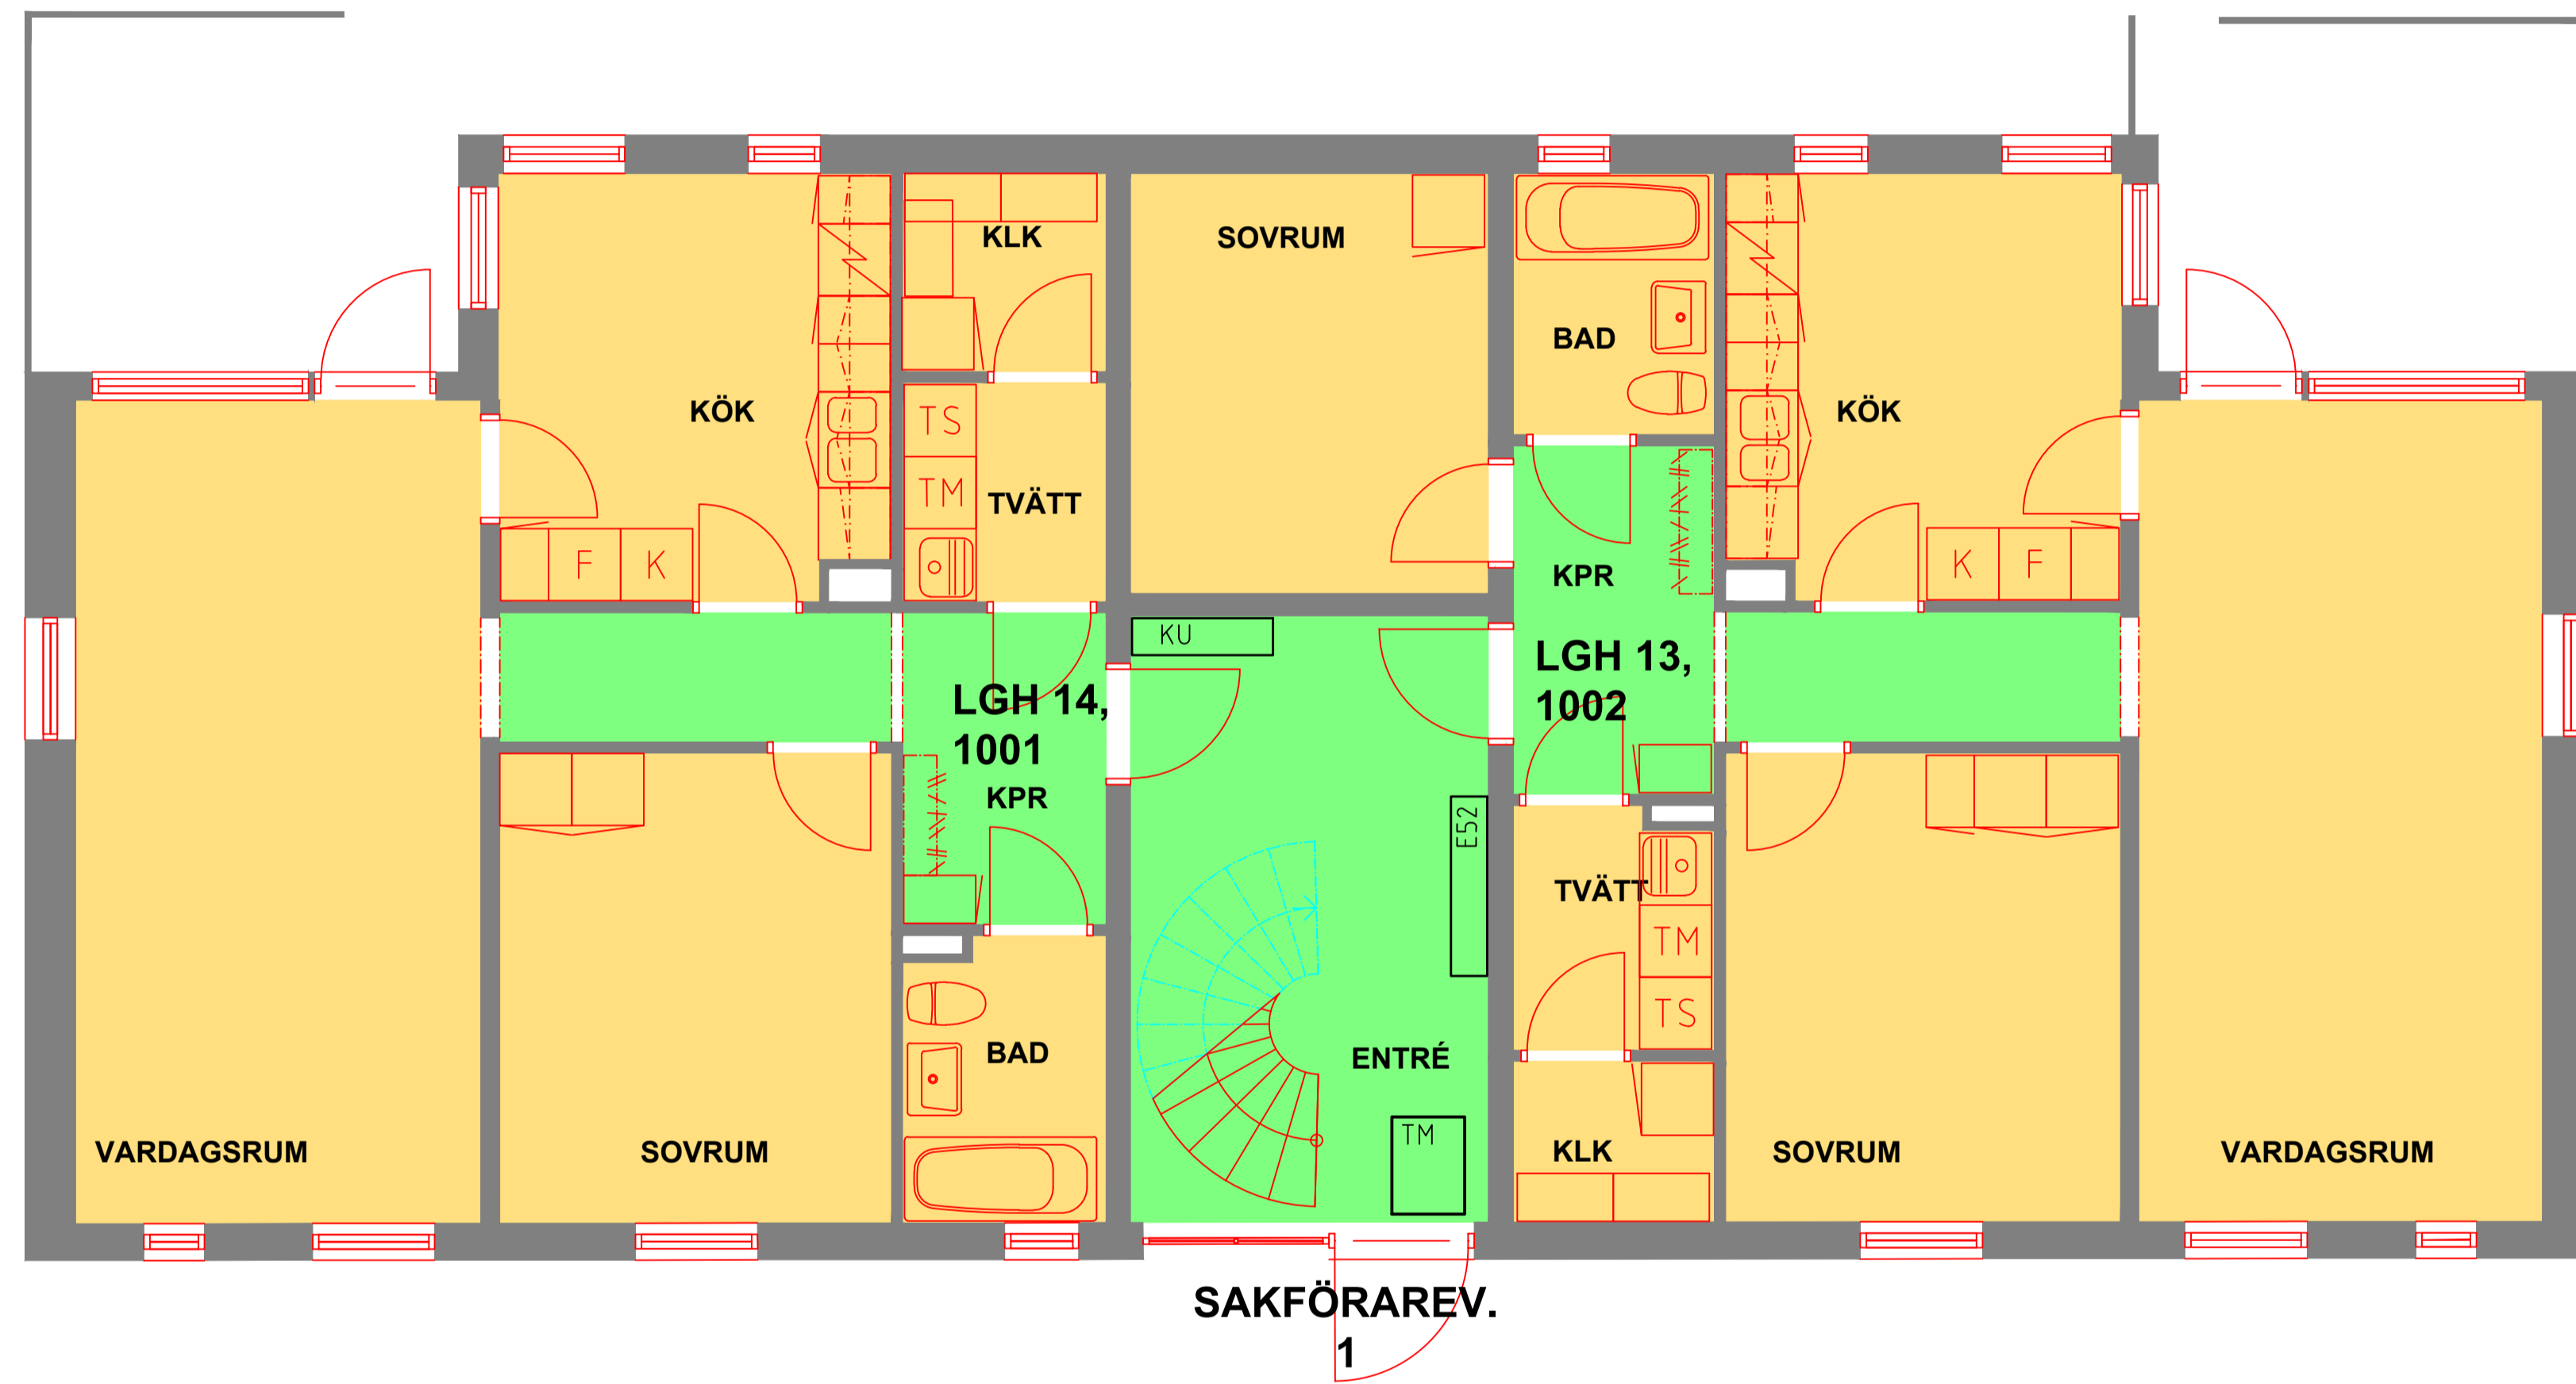 KLK
SOVRUM
BAD
KÖK
KÖK
TS
TM
TVÄTT
F
K
KPR
K
F
KU
LGH 13,
1002
LGH 14,
1001
KPR
E52
TVÄTT
TM
TS
BAD
ENTRÉ
TM
VARDAGSRUM
SOVRUM
KLK
SOVRUM
VARDAGSRUM
SAKFÖRAREV.
1